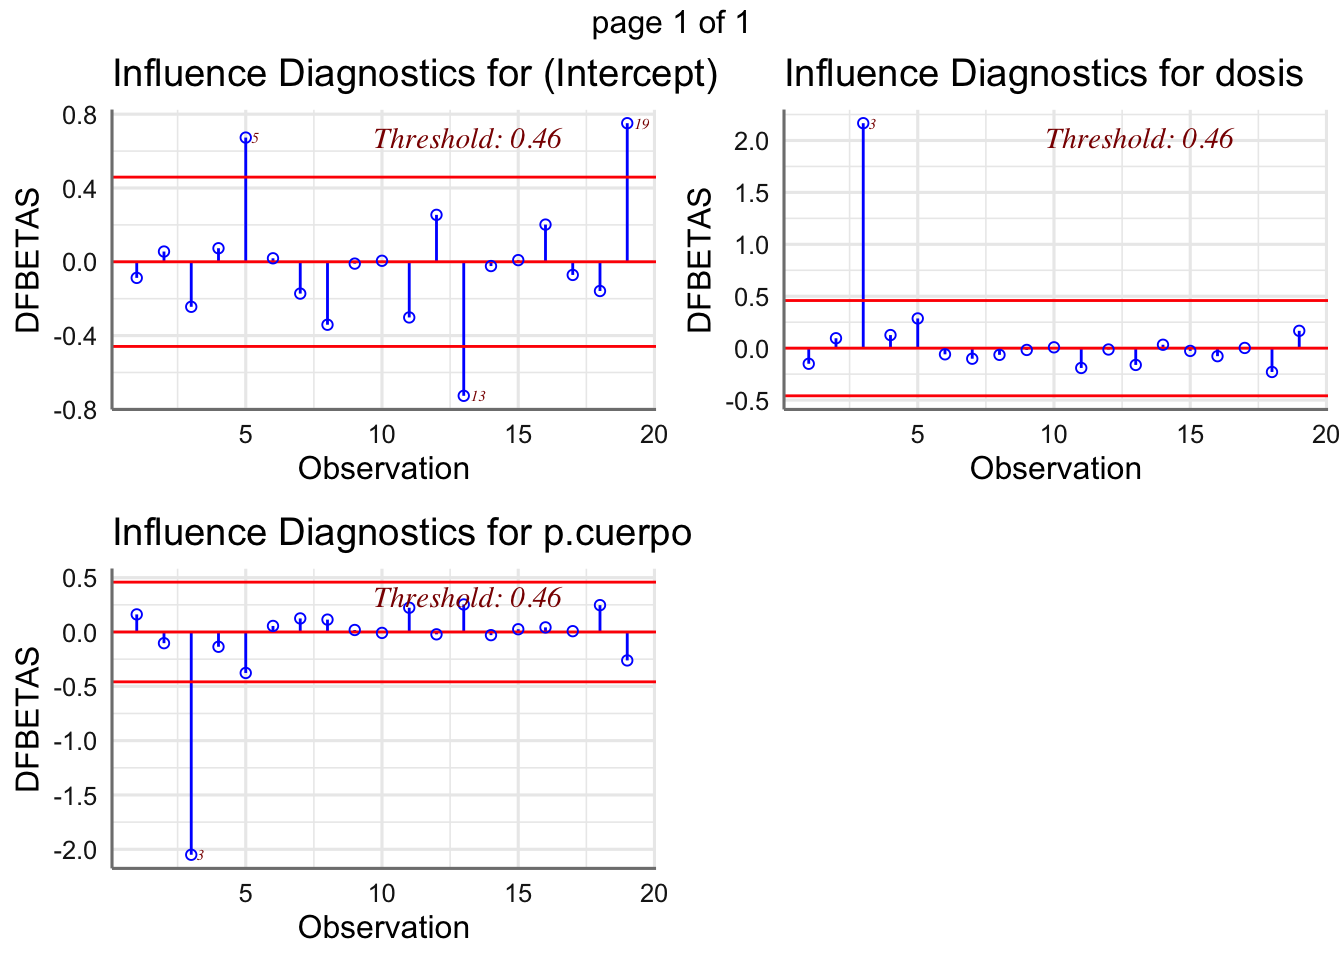 page 1 of 1
Influence Diagnostics for (Intercept)
0.8
0.4
0.0
-0.4
-0.8
DFBETAS
Threshold: 0.46
5
19
13
5 10 15 20
Observation
Influence Diagnostics for dosis
2.0
1.5
1.0
0.5
0.0
-0.5
DFBETAS
Threshold: 0.46
3
5 10 15 20
Observation
Influence Diagnostics for p.cuerpo
0.5
0.0
-0.5
-1.0
-1.5
-2.0
DFBETAS
Threshold: 0.46
3
5 10 15 20
Observation